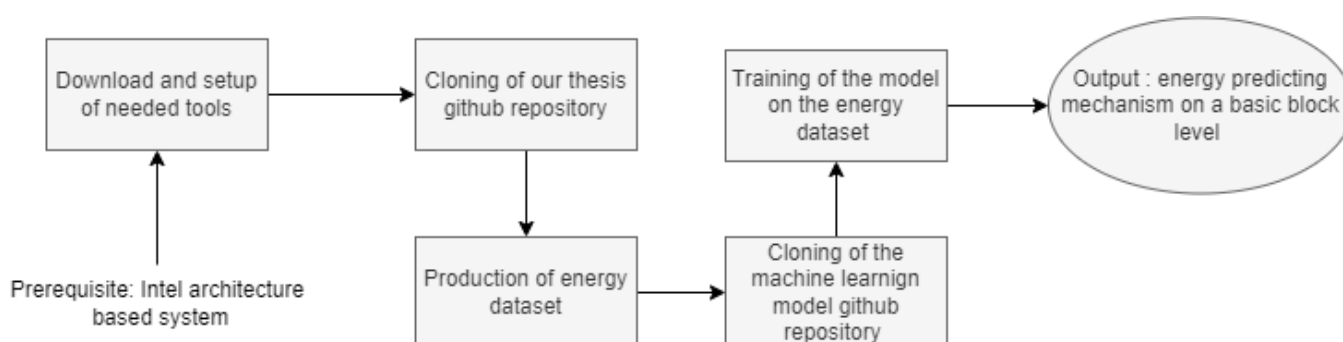 Download and setup
of needed tools
Cloning of our thesis
github repository
Training of the model
on the energy
dataset
Output : energy predicting
mechanism on a basic block
level
Prerequisite: Intel architecture
based system
Production of energy
dataset
Cloning of the
machine learnign
model github
repository